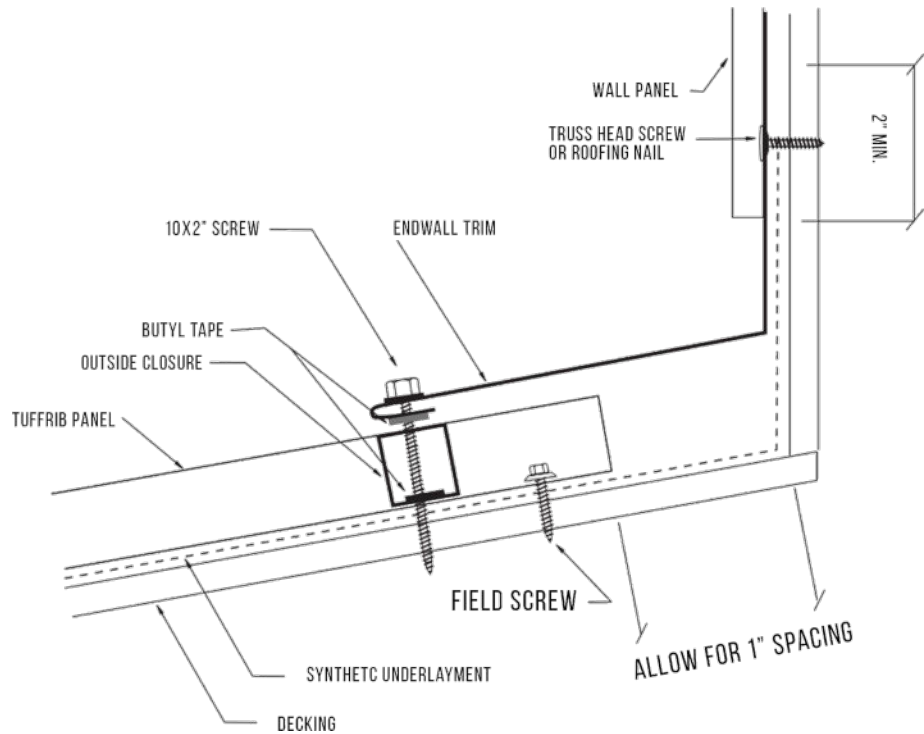 WALL PANEL
TRUSS HEAD SCREW
OR ROOFING NAIL
2" MIN.
10X2" SCREW
ENDWALL TRIM
BUTYL TAPE
OUTSIDE CLOSURE
TUFFRIB PANEL
FIELD SCREW
ALLOW FOR 1" SPACING
SYNTHETC UNDERLAYMENT
DECKING